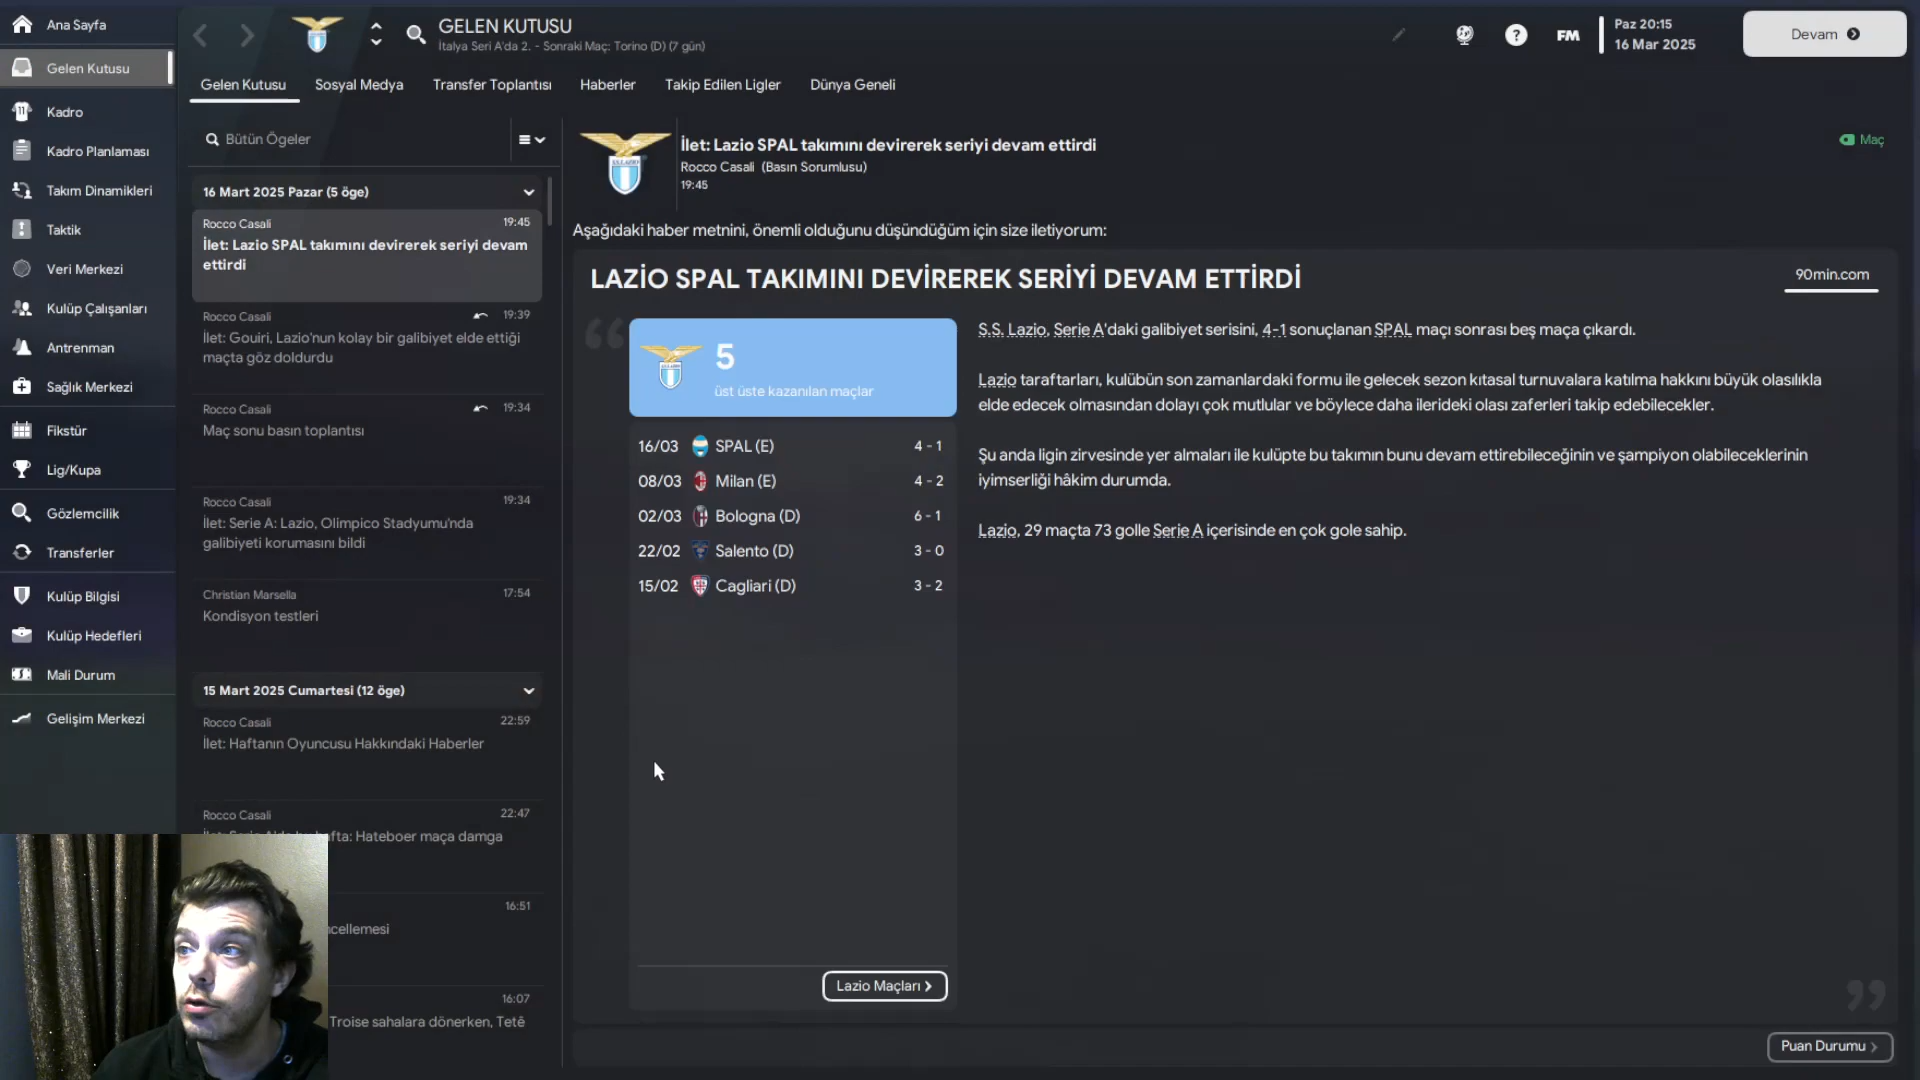 Ana Sayfa
Gelen Kutusu
Kadro
Kadro Planlaması
Takım Dinamikleri
Taktik
Veri Merkezi
Kulüp Çalışanları
Antrenman
Sağlık Merkezi
Fikstür
Lig/Kupa
Gözlemcilik
Transferler
Kulüp Bilgisi
Kulüp Hedefleri
Mali Durum
Gelişim Merkezi
GELEN KUTUSU
İtalya Seri A'da 2. - Sonraki Maç: Torino (D) (7 gün)
FM
Paz 20:15
16 Mar 2025
Devam
Gelen Kutusu
Sosyal Medya
Transfer Toplantısı
Haberler
Takip Edilen Ligler
Dünya Geneli
Bütün Ögeler
16 Mart 2025 Pazar (5 öge)
Rocco Casali 19:45
İlet: Lazio SPAL takımını devirerek seriyi devam
ettirdi
Rocco Casali 19:39
İlet: Gouiri, Lazio'nun kolay bir galibiyet elde ettiği
maçta göz doldurdu
Rocco Casali 19:34
Maç sonu basın toplantısı
Rocco Casali 19:34
İlet: Serie A: Lazio, Olimpico Stadyumu'nda
galibiyeti korumasını bildi
Christian Marsella 17:54
Kondisyon testleri
15 Mart 2025 Cumartesi (12 öge)
Rocco Casali 22:59
İlet: Haftanın Oyuncusu Hakkındaki Haberler
Rocco Casali 22:47
Hateboer maça damga
16:51
16:07
Troise sahalara dönerken, Tetê
İlet: Lazio SPAL takımını devirerek seriyi devam ettirdi
Rocco Casali (Basın Sorumlusu)
19:45
Maç
Aşağıdaki haber metnini, önemli olduğunu düşündüğüm için size iletiyorum:
LAZİO SPAL TAKIMINI DEVİREREK SERİYİ DEVAM ETTİRDİ
90min.com
5
üst üste kazanılan maçlar
16/03 SPAL (E) 4 - 1
08/03 Milan (E) 4 - 2
02/03 Bologna (D) 6 - 1
22/02 Salento (D) 3 - 0
15/02 Cagliari (D) 3 - 2
Lazio Maçları
S.S. Lazio, Serie A'daki galibiyet serisini, 4-1 sonuçlanan SPAL maçı sonrası beş maça çıkardı.
Lazio taraftarları, kulübün son zamanlardaki formu ile gelecek sezon kıtasal turnuvalara katılma hakkını büyük olasılıkla
elde edecek olmasından dolayı çok mutlular ve böylece daha ilerideki olası zaferleri takip edebilecekler.
Şu anda ligin zirvesinde yer almaları ile kulüpte bu takımın bunu devam ettirebileceğinin ve şampiyon olabileceklerinin
iyimserliği hâkim durumda.
Lazio, 29 maçta 73 golle Serie A içerisinde en çok gole sahip.
Puan Durumu